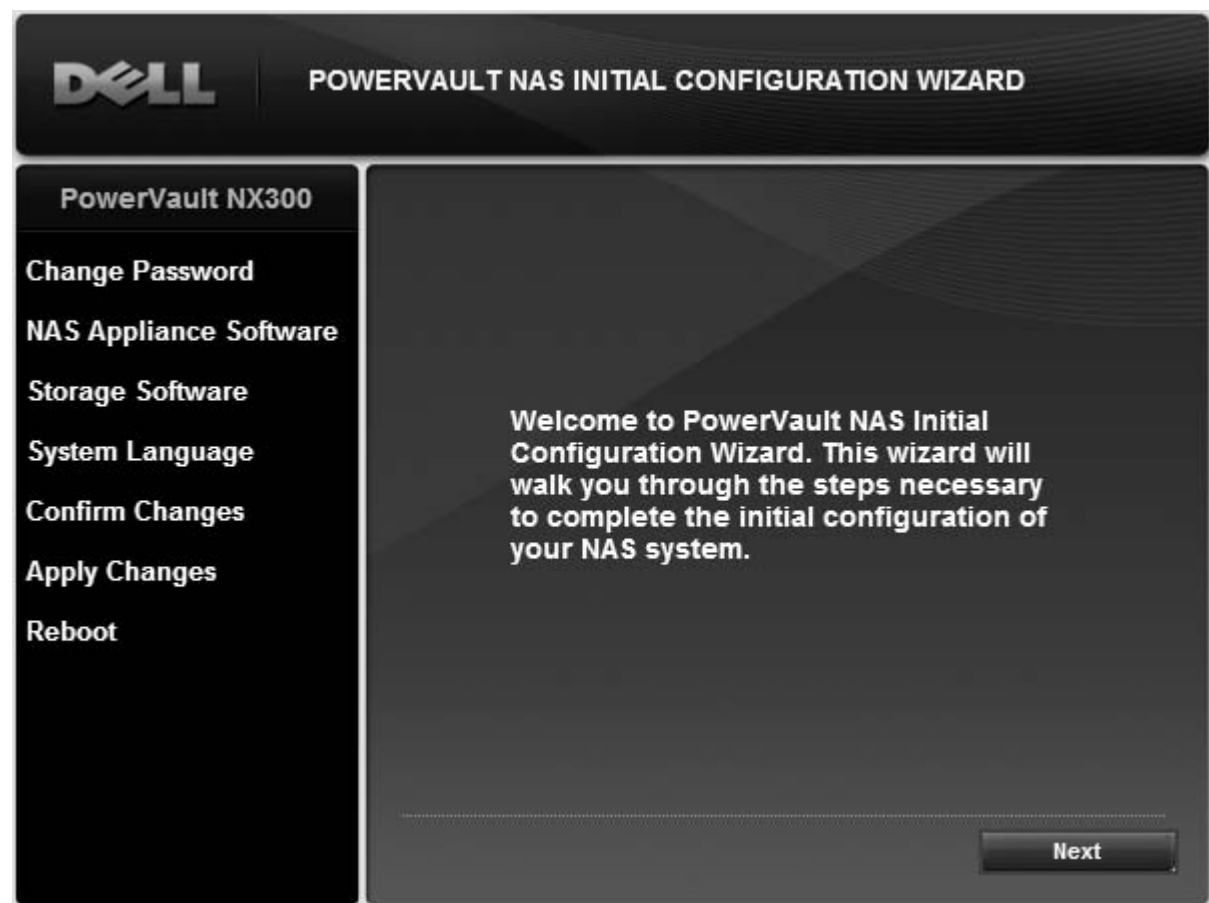 DELL
POWERVAULT NAS INITIAL CONFIGURATION WIZARD
PowerVault NX300
Change Password
NAS Appliance Software
Storage Software
System Language
Confirm Changes
Apply Changes
Reboot
Welcome to PowerVault NAS Initial
Configuration Wizard. This wizard will
walk you through the steps necessary
to complete the initial configuration of
your NAS system.
Next